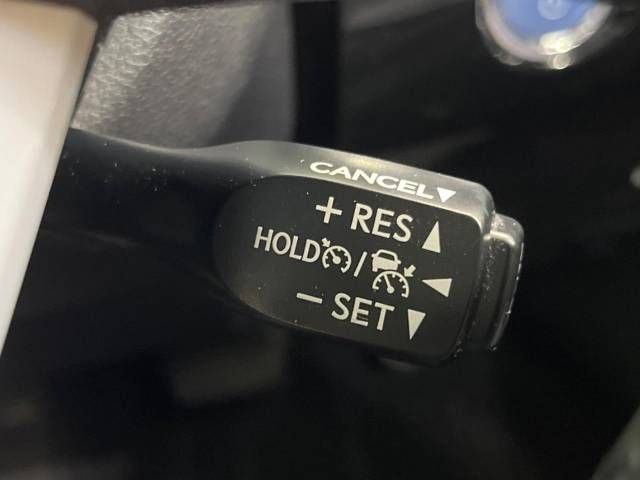 CANCEL▼
+ RES ▲
HOLD / ◀
− SET ▼